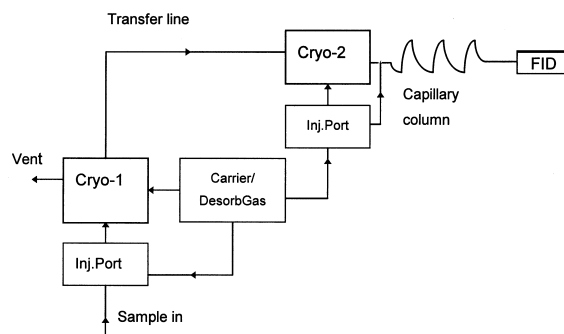 Transfer line
Cryo-2
FID
Capillary
column
Inj.Port
Vent
Cryo-1
Carrier/
DesorbGas
Inj.Port
Sample in